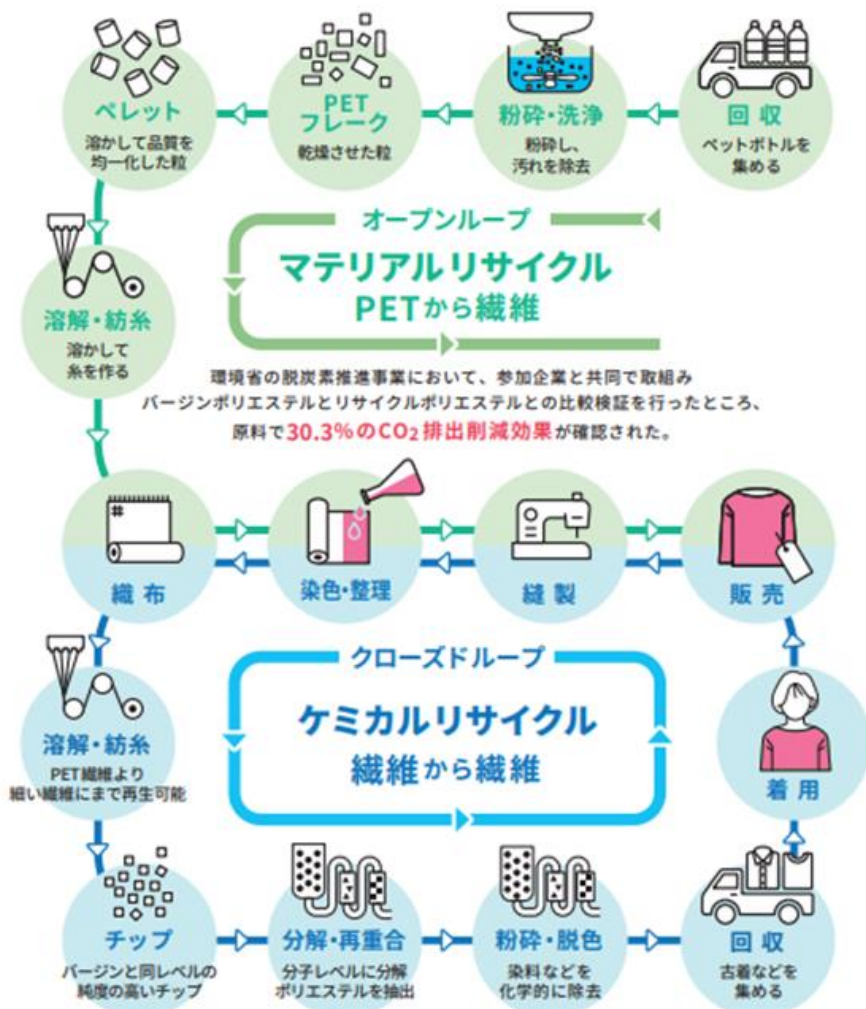 ペレット
溶かして品質を
均一化した粒
PET
フレーク
乾燥させた粒
粉砕・洗浄
粉砕し、
汚れを除去
回収
ペットボトルを
集める
オープンループ
マテリアルリサイクル
PETから繊維
溶解・紡糸
溶かして
糸を作る
環境省の脱炭素推進事業において、参加企業と共同で取組み
バージンポリエステルとリサイクルポリエステルとの比較検証を行ったところ、
原料で30.3%のCO2排出削減効果が確認された。
織布
染色・整理
縫製
販売
クローズドループ
ケミカルリサイクル
繊維から繊維
溶解・紡糸
PET繊維より
細い繊維にまで再生可能
着用
チップ
バージンと同レベルの
純度の高いチップ
分解・再重合
分子レベルに分解
ポリエステルを抽出
粉砕・脱色
染料などを
化学的に除去
回収
古着などを
集める